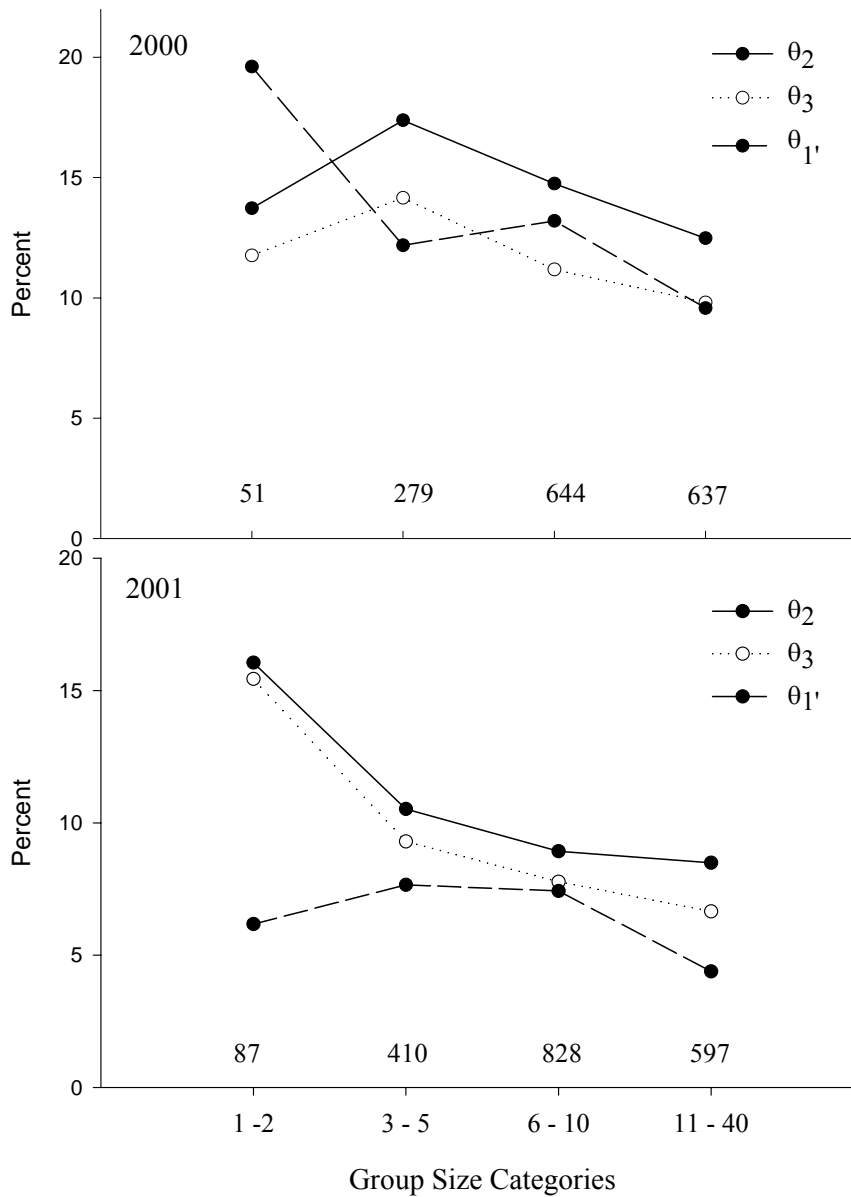 2000
θ2
θ3
θ1'
20
15
10
5
0
Percent
51 279 644 637
2001
θ2
θ3
θ1'
20
15
10
5
0
Percent
87 410 828 597
1 -2 3 - 5 6 - 10 11 - 40
Group Size Categories